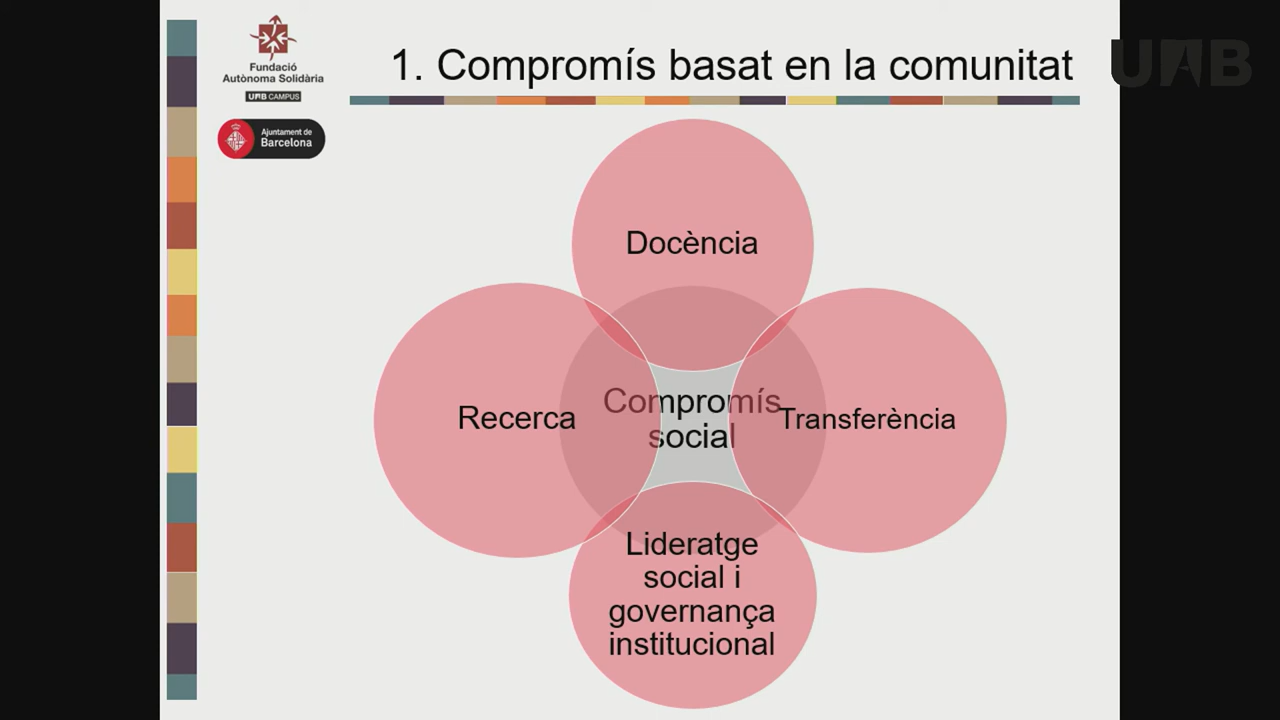 Fundació
Autònoma Solidària
UAB CAMPUS
1. Compromís basat en la comunitat
UAB
Ajuntament de
Barcelona
Docència
Recerca
Compromís
social
Transferència
Lideratge
social i
governança
institucional